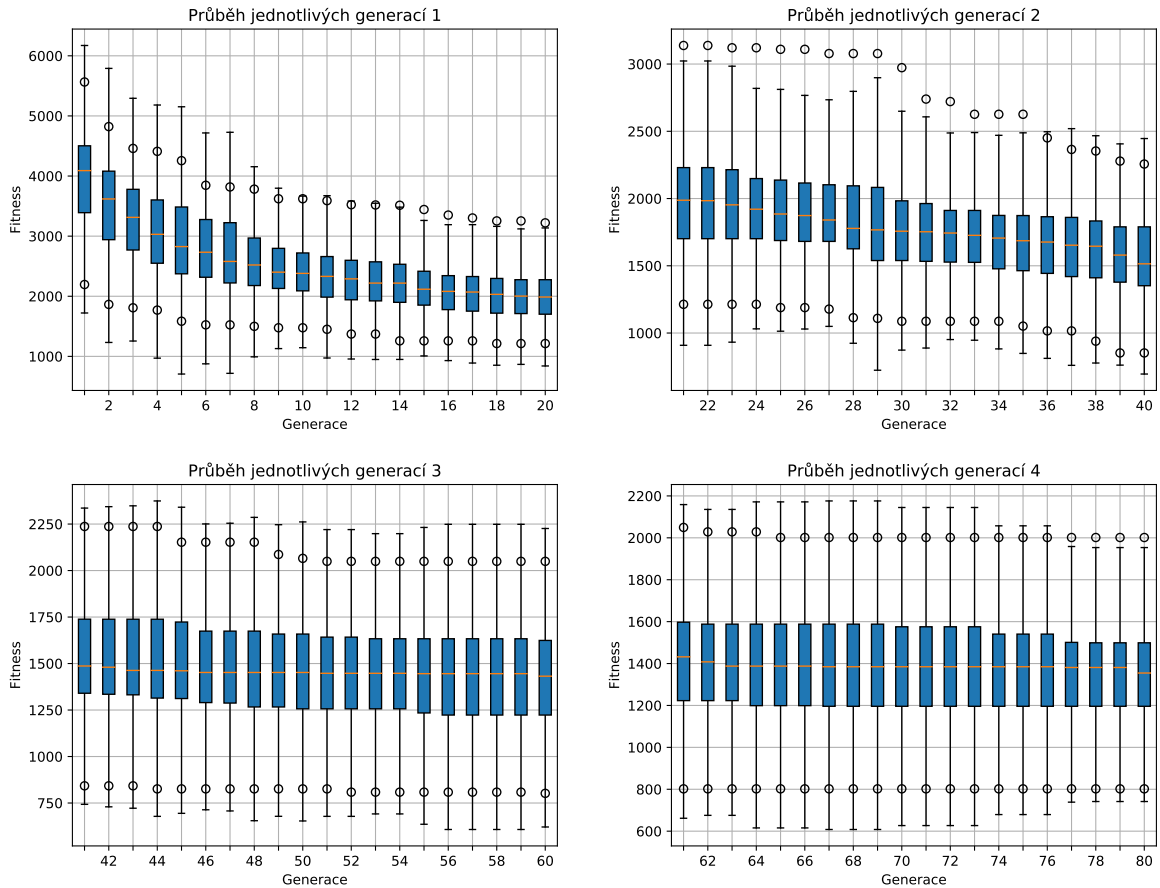 Průběh jednotlivých generací 1
6000
5000
4000
3000
2000
1000
Fitness
2 4 6 8 10 12 14 16 18 20
Generace
Průběh jednotlivých generací 2
3000
2500
2000
1500
1000
Fitness
22 24 26 28 30 32 34 36 38 40
Generace
Průběh jednotlivých generací 3
2250
2000
1750
1500
1250
1000
750
Fitness
42 44 46 48 50 52 54 56 58 60
Generace
Průběh jednotlivých generací 4
2200
2000
1800
1600
1400
1200
1000
800
600
Fitness
62 64 66 68 70 72 74 76 78 80
Generace